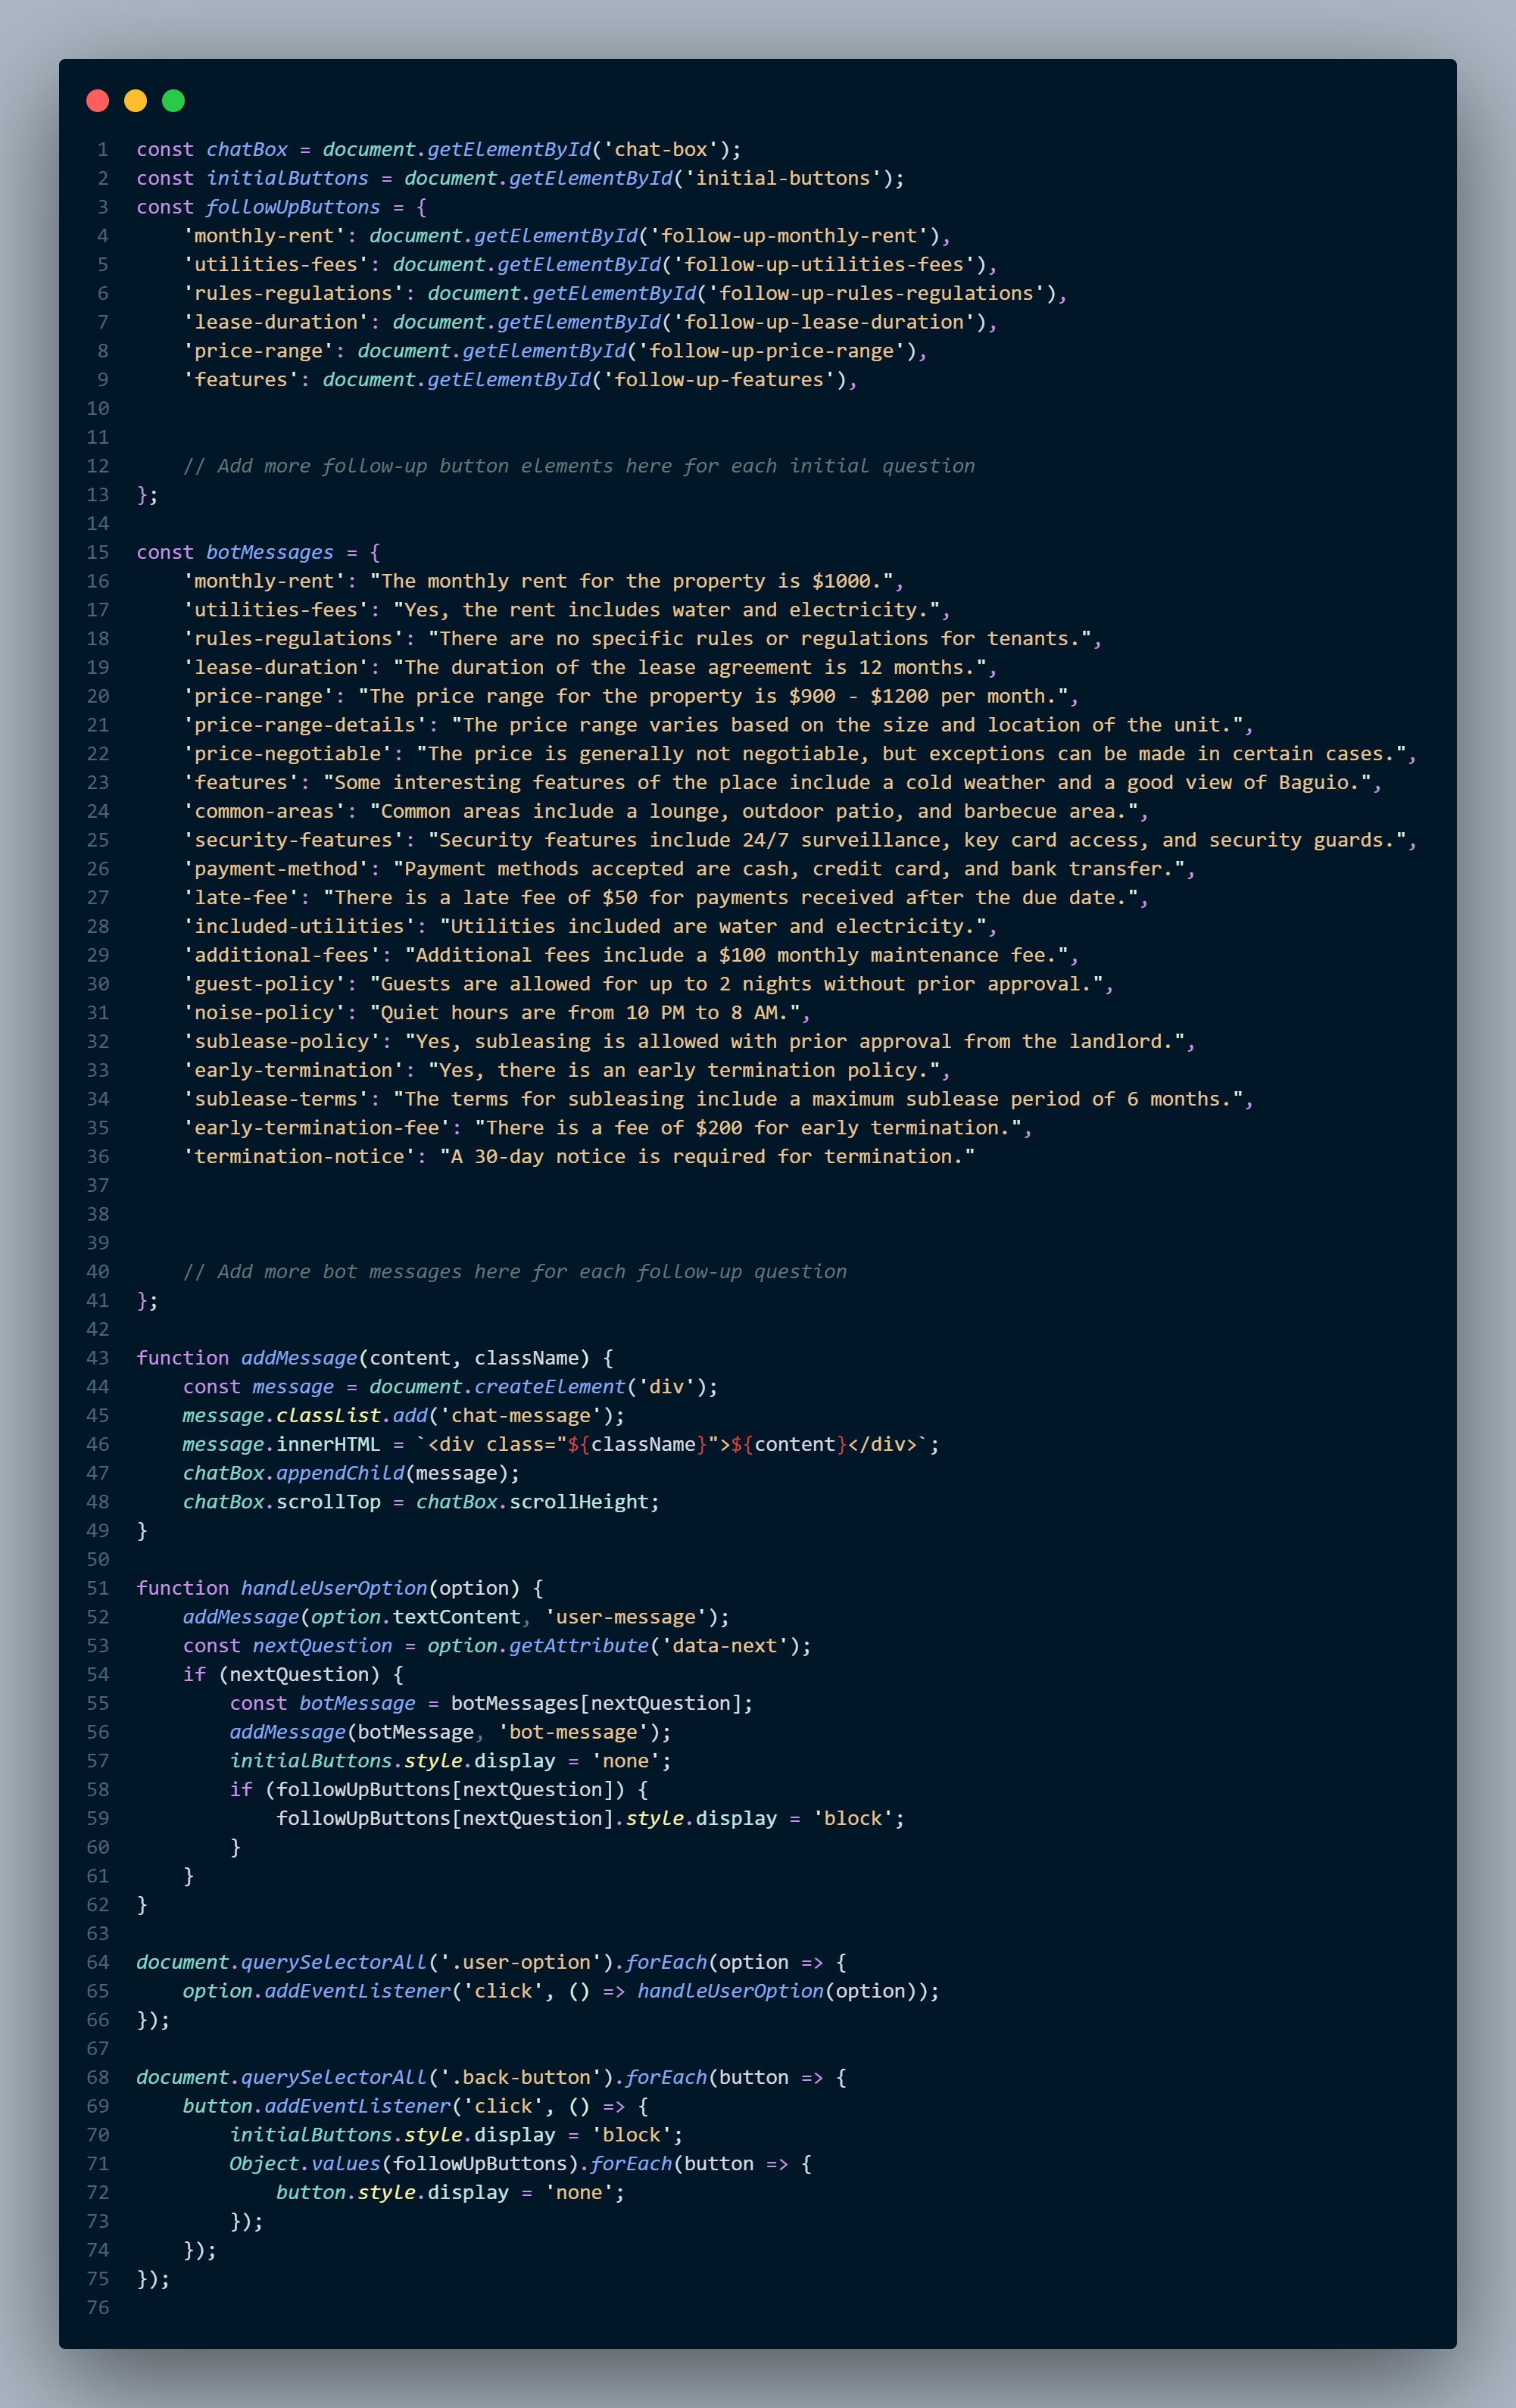 1 const chatBox = document.getElementById('chat-box');
2 const initialButtons = document.getElementById('initial-buttons');
3 const followUpButtons = {
4     'monthly-rent': document.getElementById('follow-up-monthly-rent'),
5     'utilities-fees': document.getElementById('follow-up-utilities-fees'),
6     'rules-regulations': document.getElementById('follow-up-rules-regulations'),
7     'lease-duration': document.getElementById('follow-up-lease-duration'),
8     'price-range': document.getElementById('follow-up-price-range'),
9     'features': document.getElementById('follow-up-features'),
10
11
12     // Add more follow-up button elements here for each initial question
13 };
14
15 const botMessages = {
16     'monthly-rent': "The monthly rent for the property is $1000.",
17     'utilities-fees': "Yes, the rent includes water and electricity.",
18     'rules-regulations': "There are no specific rules or regulations for tenants.",
19     'lease-duration': "The duration of the lease agreement is 12 months.",
20     'price-range': "The price range for the property is $900 - $1200 per month.",
21     'price-range-details': "The price range varies based on the size and location of the unit.",
22     'price-negotiable': "The price is generally not negotiable, but exceptions can be made in certain cases.",
23     'features': "Some interesting features of the place include a cold weather and a good view of Baguio.",
24     'common-areas': "Common areas include a lounge, outdoor patio, and barbecue area.",
25     'security-features': "Security features include 24/7 surveillance, key card access, and security guards.",
26     'payment-method': "Payment methods accepted are cash, credit card, and bank transfer.",
27     'late-fee': "There is a late fee of $50 for payments received after the due date.",
28     'included-utilities': "Utilities included are water and electricity.",
29     'additional-fees': "Additional fees include a $100 monthly maintenance fee.",
30     'guest-policy': "Guests are allowed for up to 2 nights without prior approval.",
31     'noise-policy': "Quiet hours are from 10 PM to 8 AM.",
32     'sublease-policy': "Yes, subleasing is allowed with prior approval from the landlord.",
33     'early-termination': "Yes, there is an early termination policy.",
34     'sublease-terms': "The terms for subleasing include a maximum sublease period of 6 months.",
35     'early-termination-fee': "There is a fee of $200 for early termination.",
36     'termination-notice': "A 30-day notice is required for termination."
37
38
39
40     // Add more bot messages here for each follow-up question
41 };
42
43 function addMessage(content, className) {
44     const message = document.createElement('div');
45     message.classList.add('chat-message');
46     message.innerHTML = `<div class="${className}">${content}</div>`;
47     chatBox.appendChild(message);
48     chatBox.scrollTop = chatBox.scrollHeight;
49 }
50
51 function handleUserOption(option) {
52     addMessage(option.textContent, 'user-message');
53     const nextQuestion = option.getAttribute('data-next');
54     if (nextQuestion) {
55         const botMessage = botMessages[nextQuestion];
56         addMessage(botMessage, 'bot-message');
57         initialButtons.style.display = 'none';
58         if (followUpButtons[nextQuestion]) {
59             followUpButtons[nextQuestion].style.display = 'block';
60         }
61     }
62 }
63
64 document.querySelectorAll('.user-option').forEach(option => {
65     option.addEventListener('click', () => handleUserOption(option));
66 });
67
68 document.querySelectorAll('.back-button').forEach(button => {
69     button.addEventListener('click', () => {
70         initialButtons.style.display = 'block';
71         Object.values(followUpButtons).forEach(button => {
72             button.style.display = 'none';
73         });
74     });
75 });
76